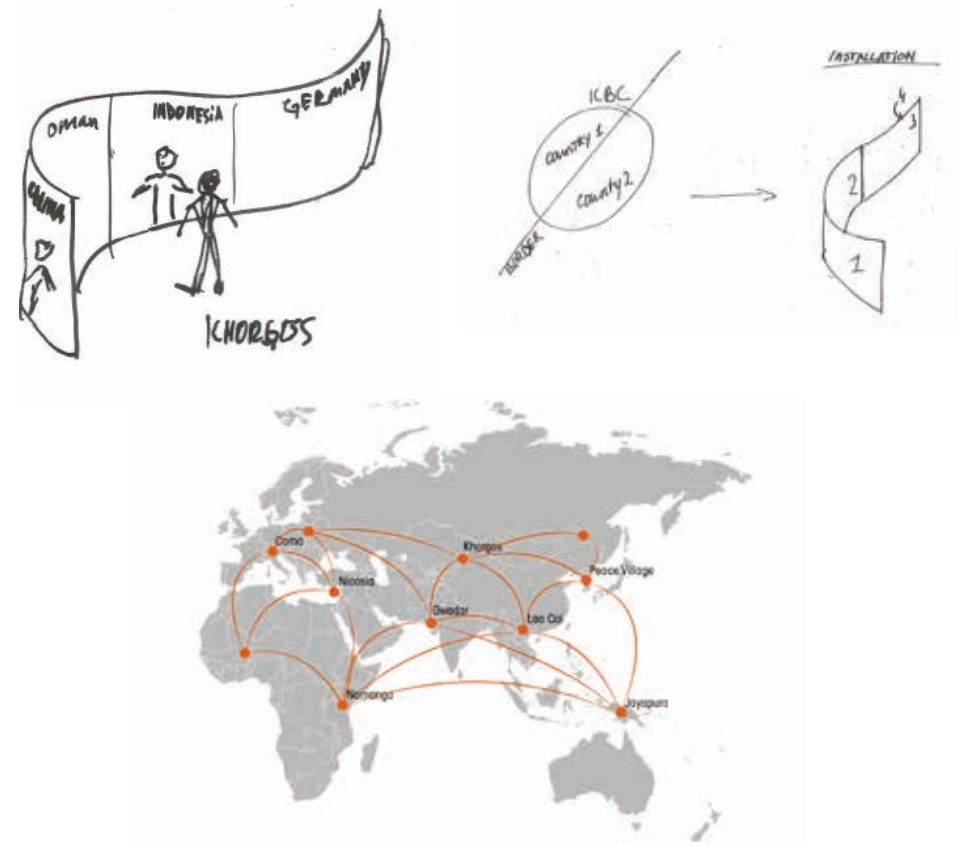 OMAN
INDONESIA
GERMANY
CHINA
KHORGOS
ICBC
COUNTRY 1
COUNTY 2
BORDER
INSTALLATION
4
3
2
1
Como
Khorgos
Peace Village
Nicosia
Gwadar
Lao Cai
Namanga
Jayapura